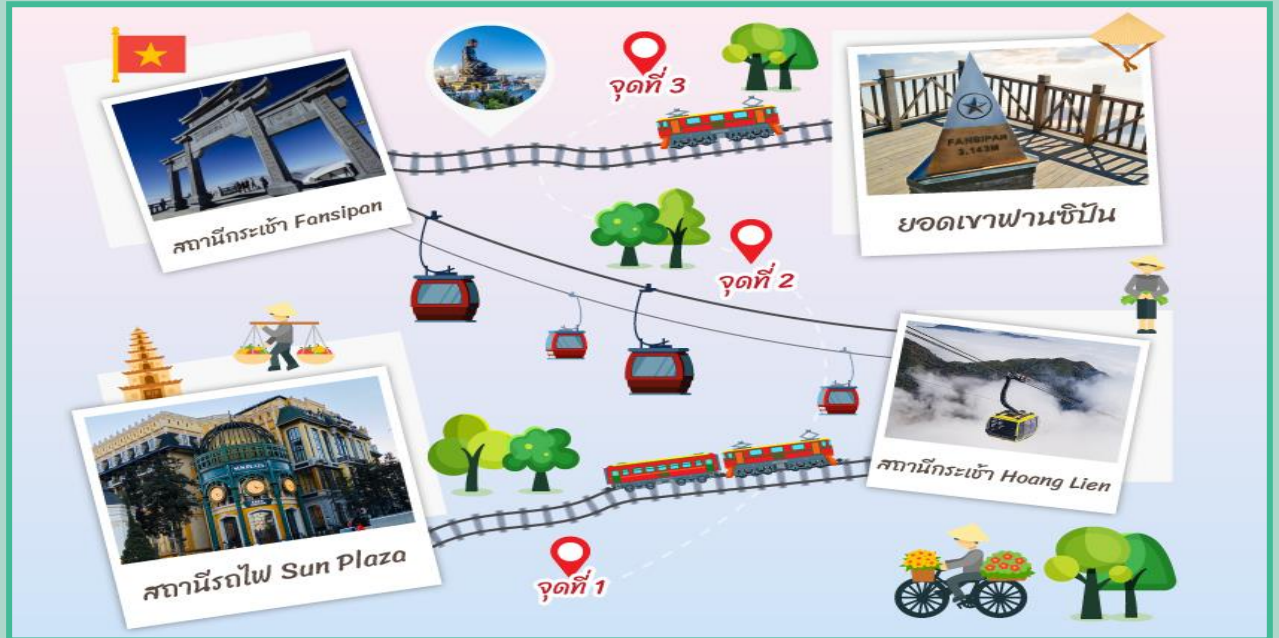 จุดที่ 3
FANSIPAN
3.143M
สถานีกระเช้า Fansipan
ยอดเขาฟานซิปัน
จุดที่ 2
SUN PLAZA
สถานีกระเช้า Hoang Lien
สถานีรถไฟ Sun Plaza
จุดที่ 1